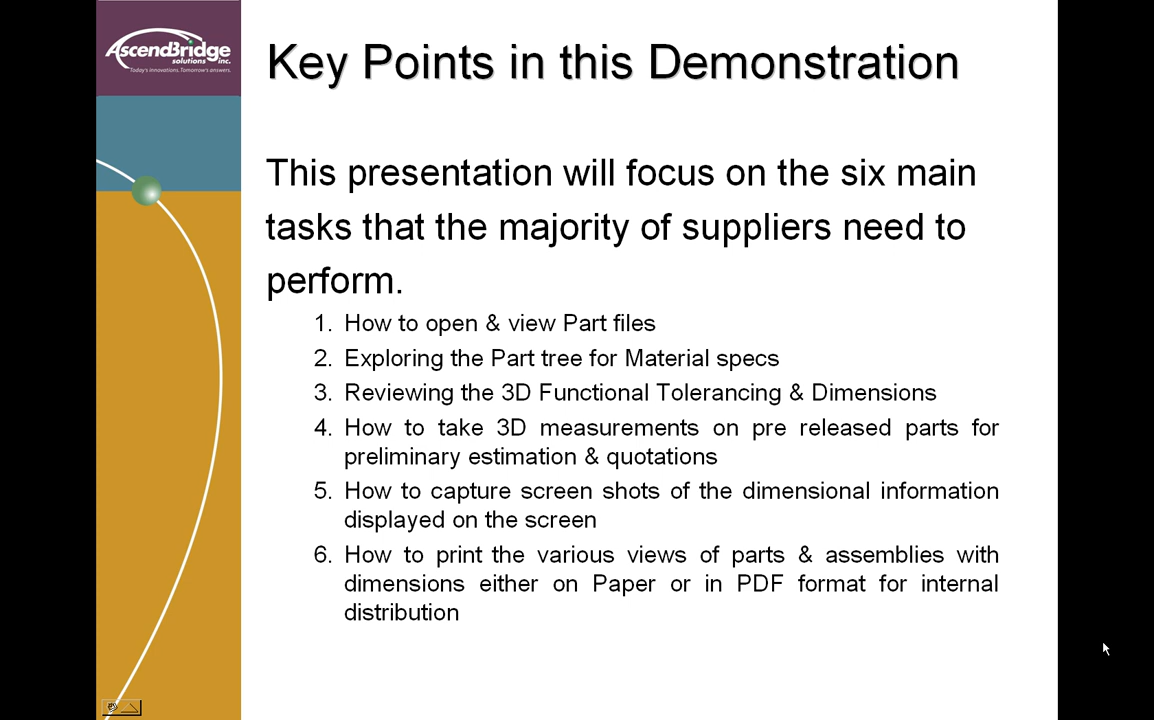 AscendBridge
solutions inc.
Today's innovations. Tomorrow's answers.
Key Points in this Demonstration
This presentation will focus on the six main
tasks that the majority of suppliers need to
perform.
1. How to open & view Part files
2. Exploring the Part tree for Material specs
3. Reviewing the 3D Functional Tolerancing & Dimensions
4. How to take 3D measurements on pre released parts for
preliminary estimation & quotations
5. How to capture screen shots of the dimensional information
displayed on the screen
6. How to print the various views of parts & assemblies with
dimensions either on Paper or in PDF format for internal
distribution